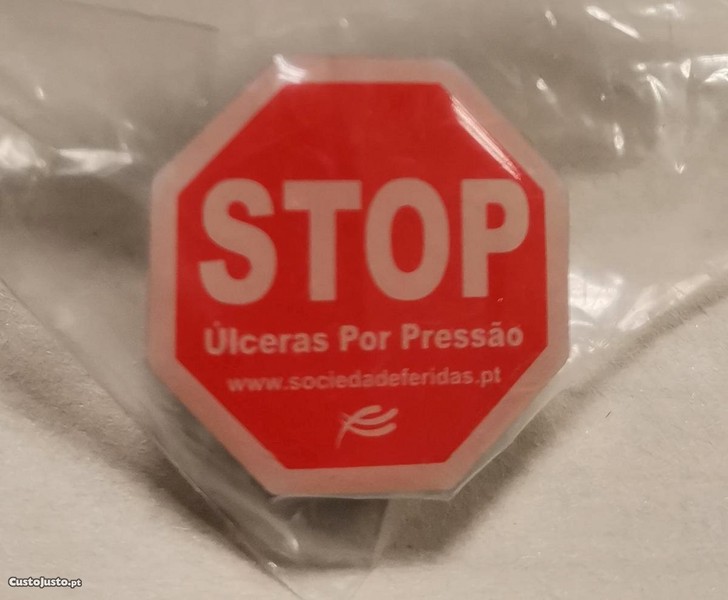 STOP
Úlceras Por Pressão
www.sociedadeferidas.pt
CustoJusto.pt